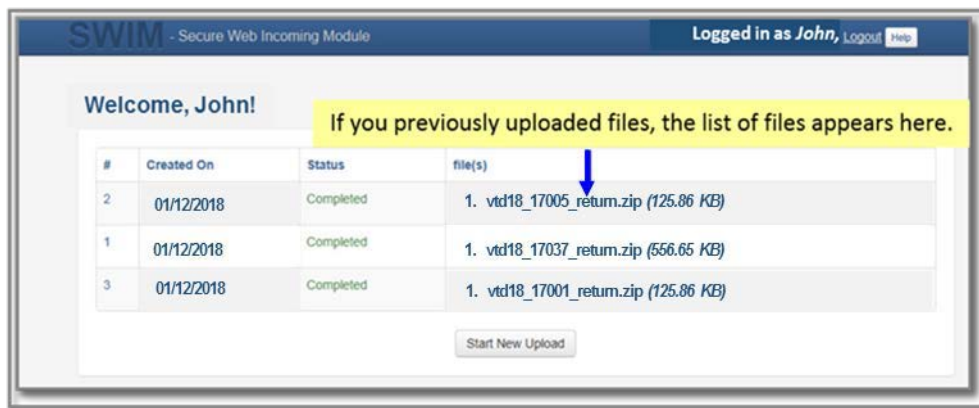 SWIM - Secure Web Incoming Module Logged in as John, Logout Help
Welcome, John!
If you previously uploaded files, the list of files appears here.
# Created On Status file(s)
2 01/12/2018 Completed 1. vtd18_17005_return.zip (125.86 KB)
1 01/12/2018 Completed 1. vtd18_17037_return.zip (556.65 KB)
3 01/12/2018 Completed 1. vtd18_17001_return.zip (125.86 KB)
Start New Upload